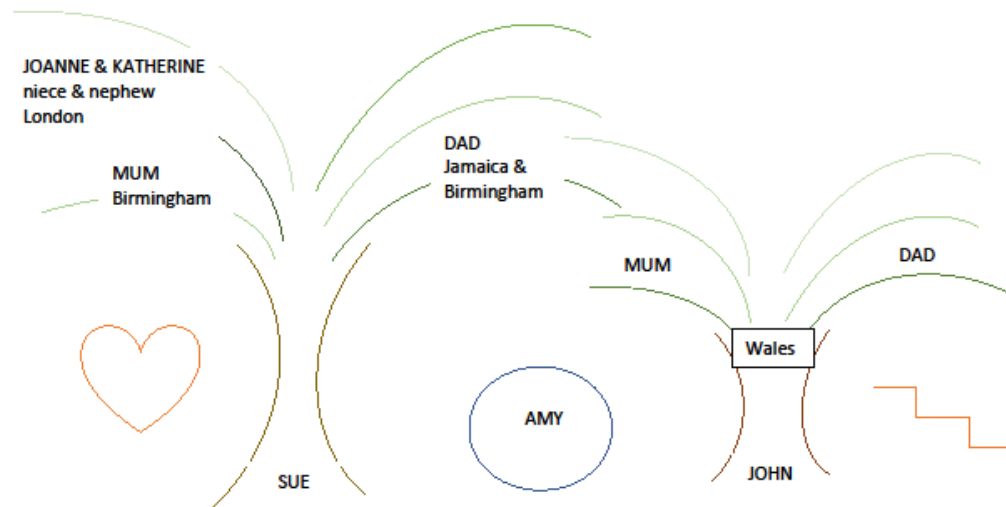 JOANNE & KATHERINE
niece & nephew
London
MUM
Birmingham
DAD
Jamaica &
Birmingham
MUM
DAD
Wales
AMY
SUE
JOHN